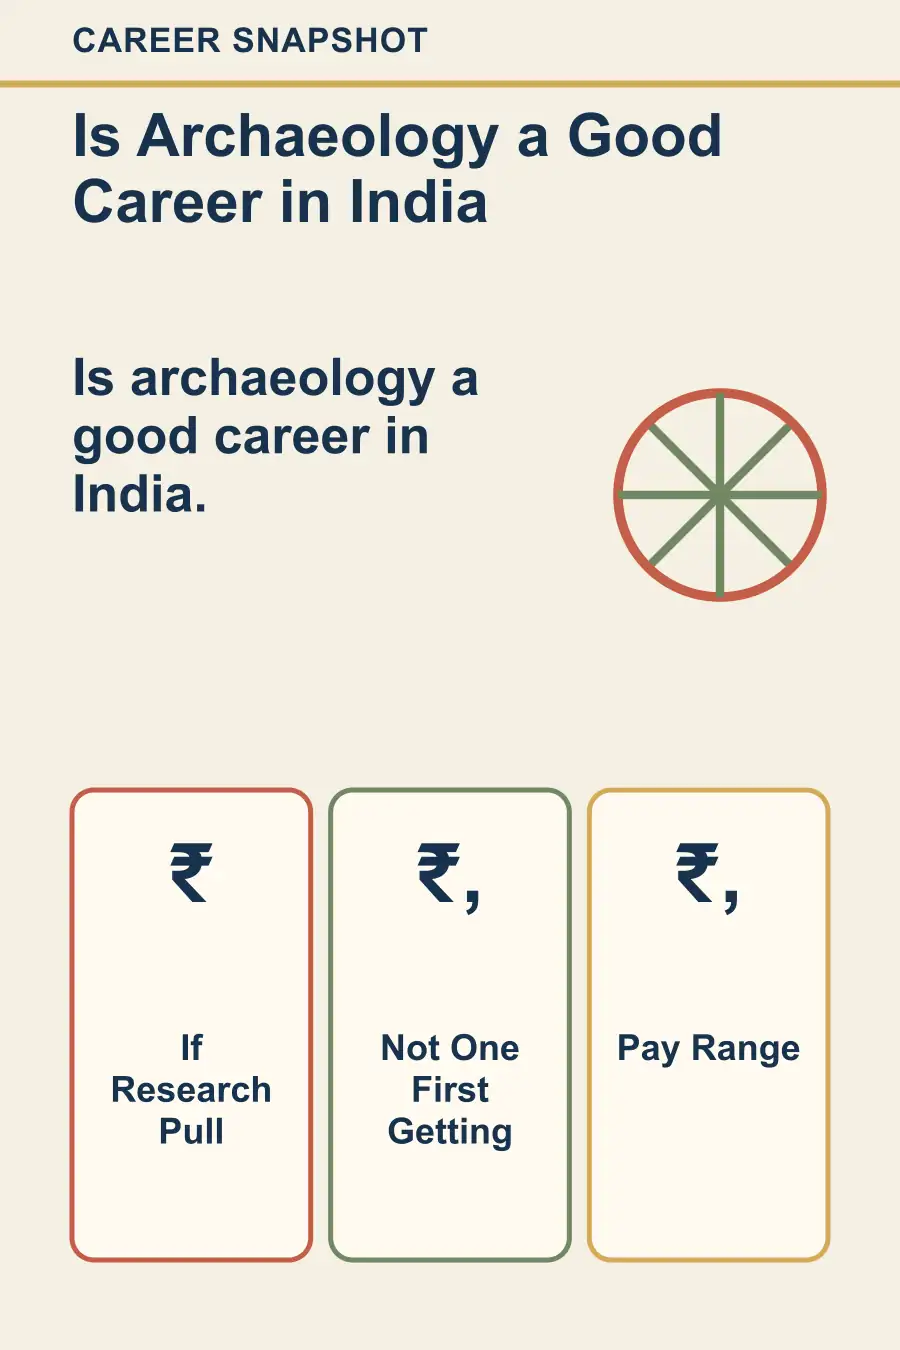 CAREER SNAPSHOT
Is Archaeology a Good
Career in India
Is archaeology a
good career in
India.
₹
If
Research
Pull
₹,
Not One
First
Getting
₹,
Pay Range